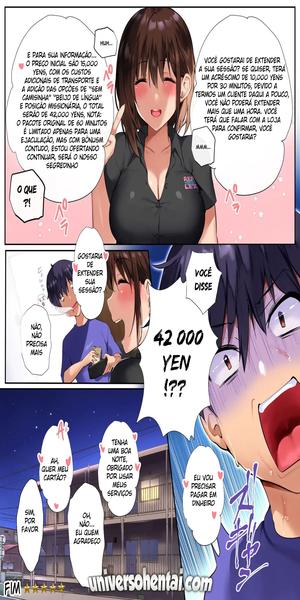 HUM...
E PARA SUA INFORMAÇÃO...
O PREÇO INICIAL SÃO 15,000
YENS, COM OS CUSTOS
ADICIONAIS DE TRANSPORTE E
A ADIÇÃO DAS OPÇÕES DE "SEM
CAMISINHA" "BEIJO DE LÍNGUA"
E POSIÇÃO MISSIONÁRIA, O TOTAL
SERÃO DE 42,000 YENS, NOTA:
O PACOTE ORIGINAL DE 60 MINUTOS
É LIMITADO APENAS PARA UMA
EJACULAÇÃO, MAS COM BÔNUSM
CONTUDO, ESTOU OFERTANDO
CONTINUAR, SERÁ O NOSSO
SEGREDINHO
VOCÊ GOSTARIA DE EXTENDER
A SUA SESSÃO? SE QUISER, TERÁ
UM ACRÉSCIMO DE 10,000 YENS
POR 30 MINUTOS, DEVIDO A
TERMOS UM CLIENTE DAQUI A POUCO,
VOCÊ NÃO PODERÁ EXTENDER
MAIS QUE UMA HORA. VOCÊ
TERÁ QUE FALAR COM A LOJA
PARA CONFIRMAR, VOCÊ
GOSTARIA?
MMM...
O QUE
?!
GOSTARIA
DE EXTENDER
SUA SESSÃO?
NÃO,
NÃO
PRECISA
MAIS
VOCÊ
DISSE
42 000
YEN
!??
AH,
QUER MEU
CARTÃO?
SIM,
POR
FAVOR
TENHA
UMA BOA
NOITE,
OBRIGADO
POR USAR
MEUS
SERVIÇOS
OH, NÃO.
EU QUEM
AGRADEÇO
EU VOU
PRECISAR
PAGAR EM
DINHEIRO
FIM
universohentai.com